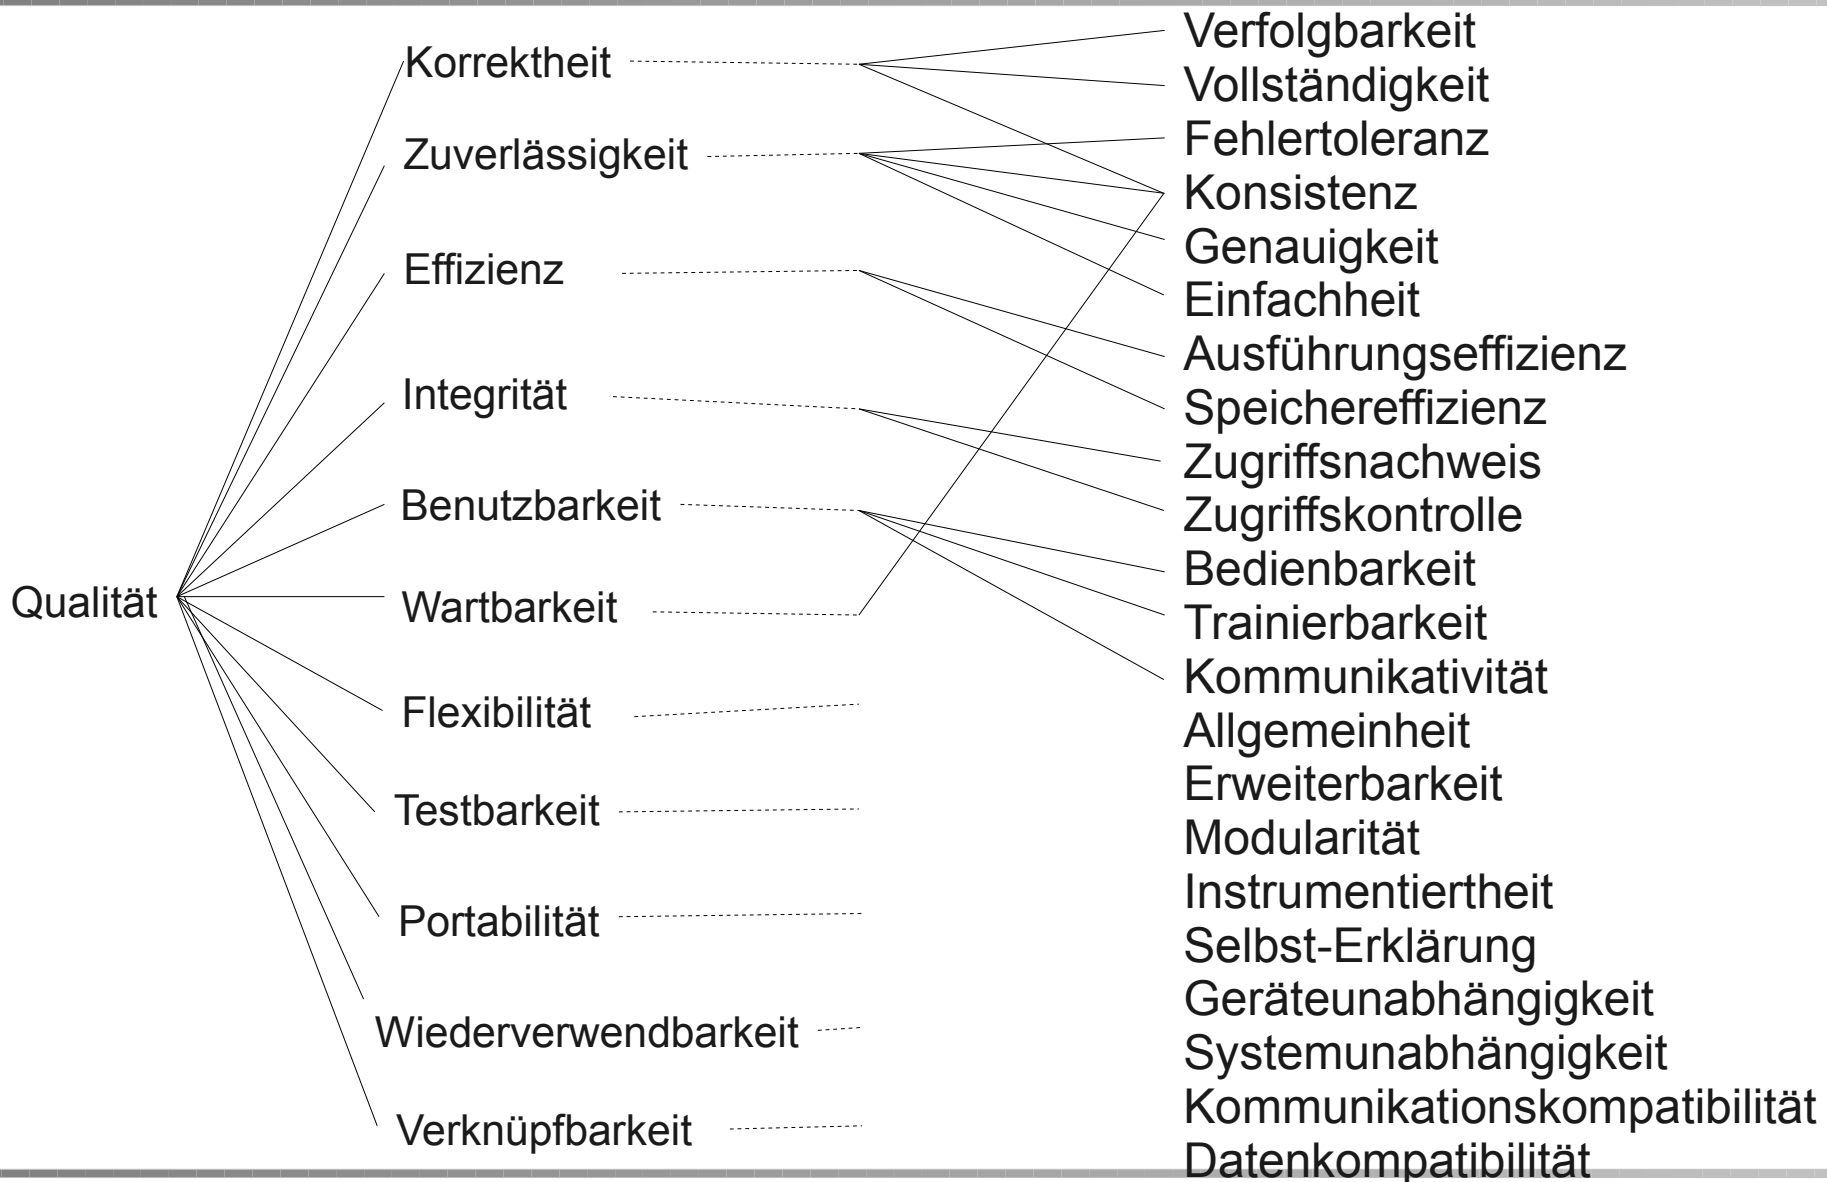 Qualität
Korrektheit
Zuverlässigkeit
Effizienz
Integrität
Benutzbarkeit
Wartbarkeit
Flexibilität
Testbarkeit
Portabilität
Wiederverwendbarkeit
Verknüpfbarkeit
Verfolgbarkeit
Vollständigkeit
Fehlertoleranz
Konsistenz
Genauigkeit
Einfachheit
Ausführungseffizienz
Speichereffizienz
Zugriffsnachweis
Zugriffskontrolle
Bedienbarkeit
Trainierbarkeit
Kommunikativität
Allgemeinheit
Erweiterbarkeit
Modularität
Instrumentiertheit
Selbst-Erklärung
Geräteunabhängigkeit
Systemunabhängigkeit
Kommunikationskompatibilität
Datenkompatibilität